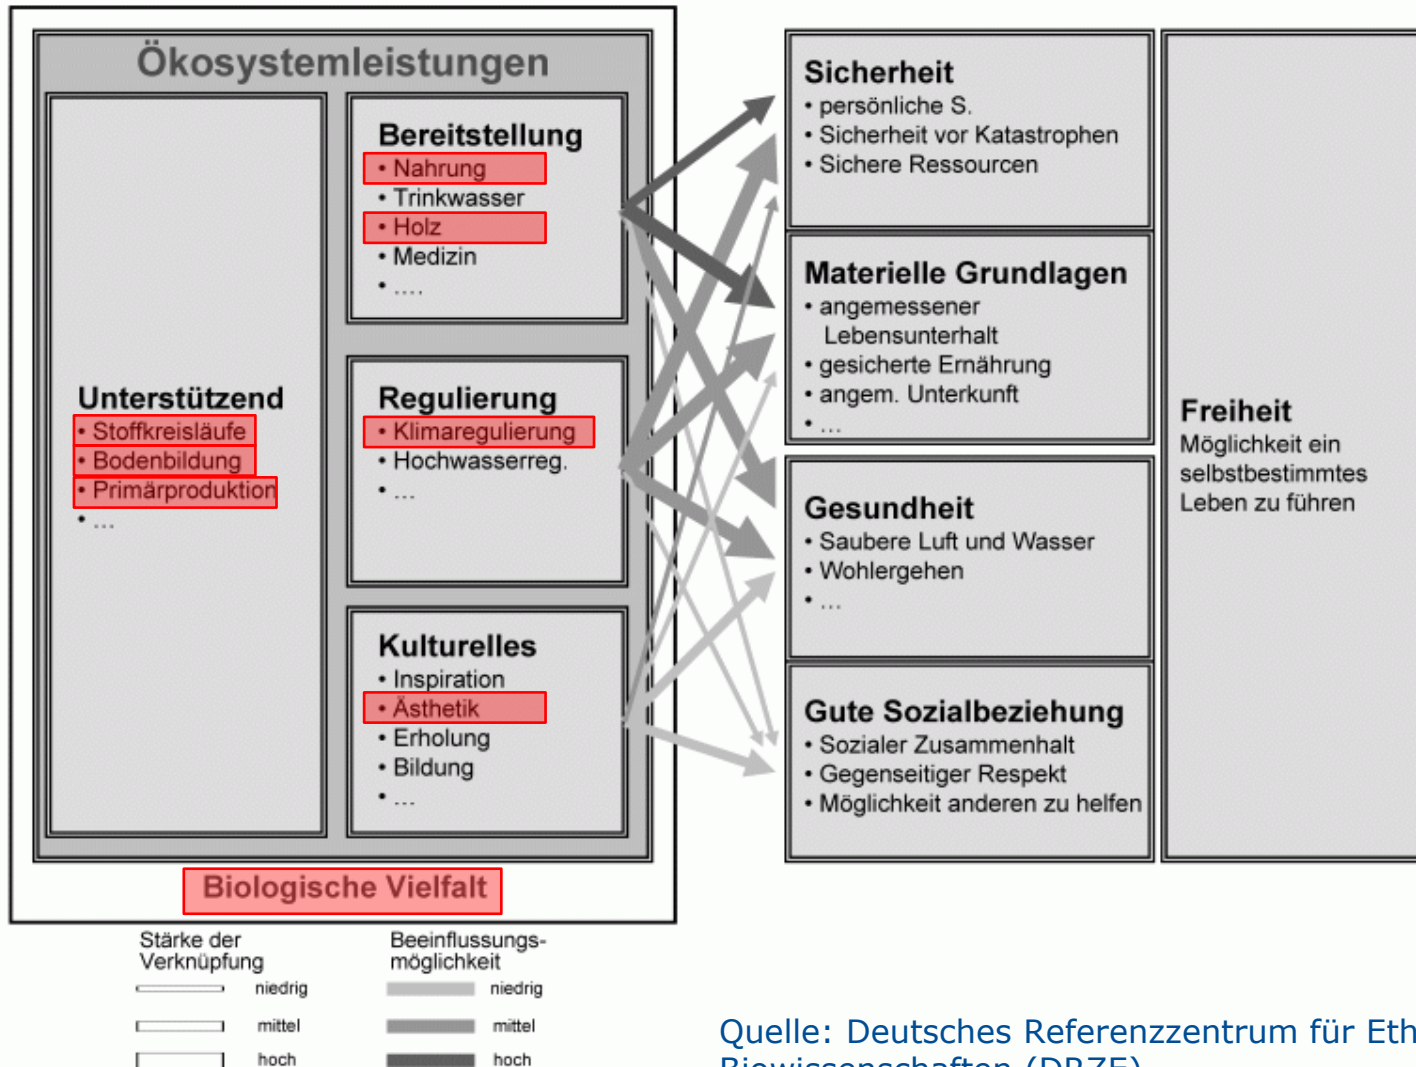 Ökosystemleistungen
Unterstützend
• Stoffkreisläufe
• Bodenbildung
• Primärproduktion
• ...
Bereitstellung
• Nahrung
• Trinkwasser
• Holz
• Medizin
• ....
Regulierung
• Klimaregulierung
• Hochwasserreg.
• ...
Kulturelles
• Inspiration
• Ästhetik
• Erholung
• Bildung
• ...
Biologische Vielfalt
Sicherheit
• persönliche S.
• Sicherheit vor Katastrophen
• Sichere Ressourcen
Materielle Grundlagen
• angemessener
Lebensunterhalt
• gesicherte Ernährung
• angem. Unterkunft
• ...
Gesundheit
• Saubere Luft und Wasser
• Wohlergehen
• ...
Gute Sozialbeziehung
• Sozialer Zusammenhalt
• Gegenseitiger Respekt
• Möglichkeit anderen zu helfen
Freiheit
Möglichkeit ein
selbstbestimmtes
Leben zu führen
Stärke der
Verknüpfung
niedrig
mittel
hoch
Beeinflussungs-
möglichkeit
niedrig
mittel
hoch
Quelle: Deutsches Referenzzentrum für Eth
Biowissenschaften (DRZE)